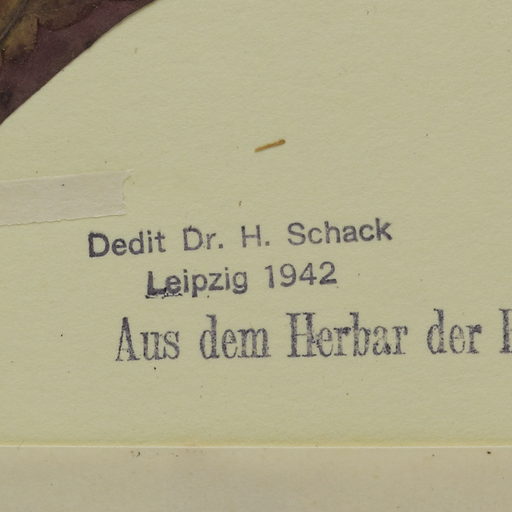 Dedit Dr. H. Schack
Leipzig 1942
Aus dem Herbar der